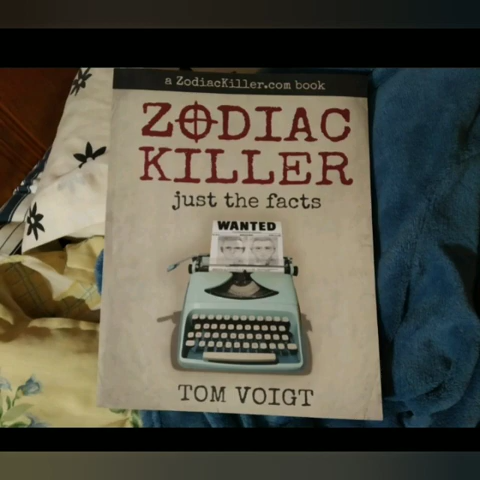 a ZodiacKiller.com book
ZODIAC
KILLER
just the facts
WANTED
TOM VOIGT